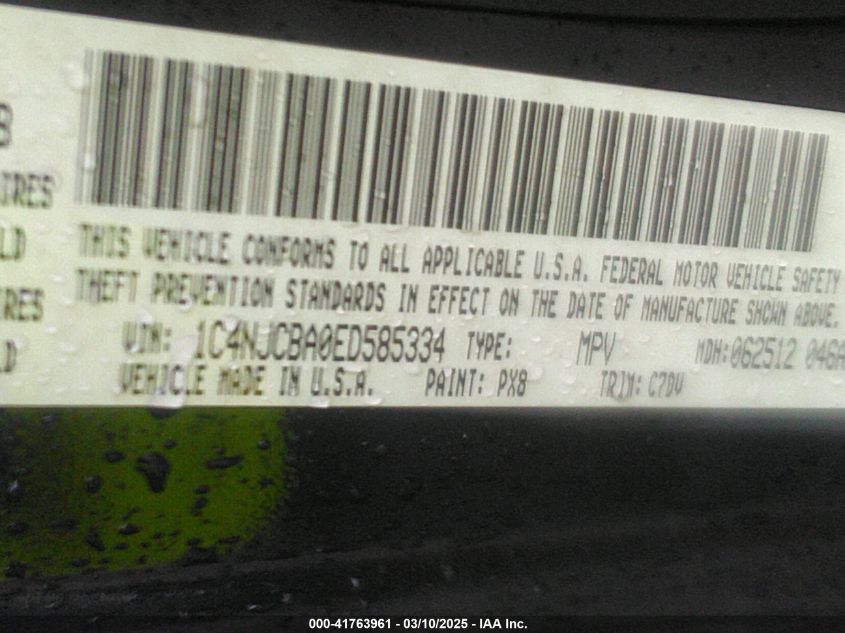 THIS VEHICLE CONFORMS TO ALL APPLICABLE U.S.A. FEDERAL MOTOR VEHICLE SAFETY
THEFT PREVENTION STANDARDS IN EFFECT ON THE DATE OF MANUFACTURE SHOWN ABOVE.
VIN: 1C4NJCBA0ED585334 TYPE: MPV MDH:062512 046A
VEHICLE MADE IN U.S.A. PAINT: PX8 TRIM: C7DV
000-41763961 - 03/10/2025 - IAA Inc.